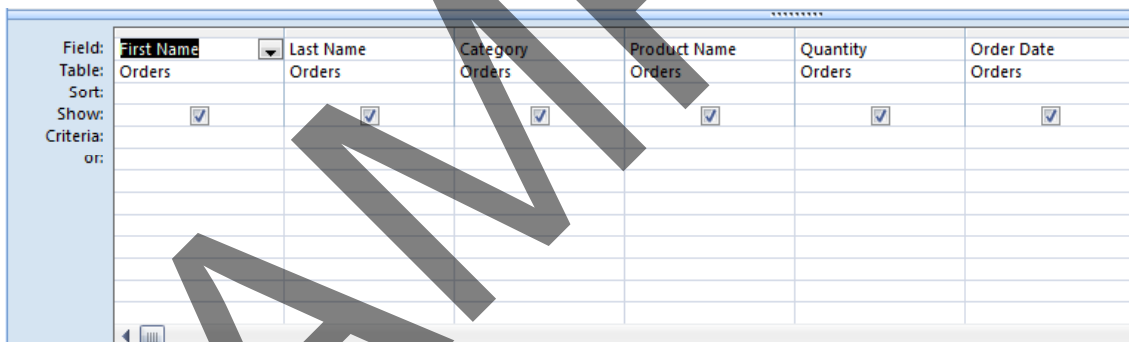 Field: First Name Last Name Category Product Name Quantity Order Date
Table: Orders Orders Orders Orders Orders Orders
Sort:
Show:
Criteria:
or: